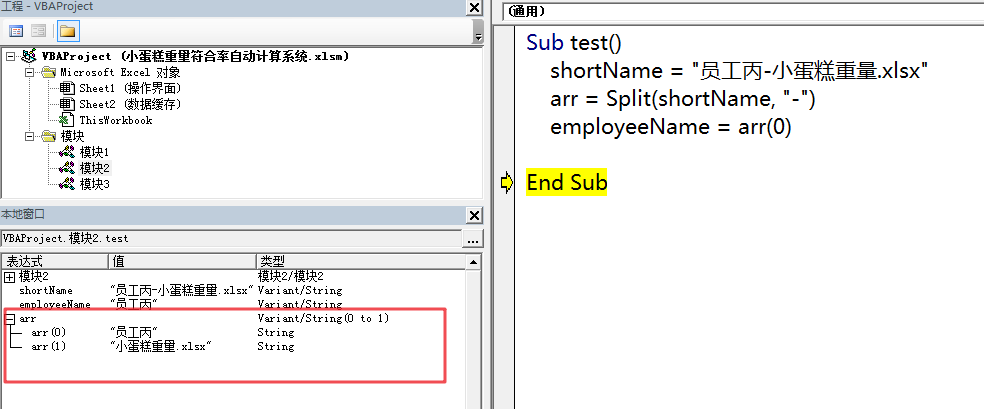 工程 - VBAProject
VBAProject (小蛋糕重量符合率自动计算系统.xlsm)
Microsoft Excel 对象
Sheet1 (操作界面)
Sheet2 (数据缓存)
ThisWorkbook
模块
模块1
模块2
模块3
本地窗口
VBAProject.模块2.test
...
表达式 值 类型
模块2 模块2/模块2
shortName "员工丙-小蛋糕重量.xlsx" Variant/String
employeeName "员工丙" Variant/String
arr Variant/String(0 to 1)
arr(0) "员工丙" String
arr(1) "小蛋糕重量.xlsx" String
(通用)
Sub test()
shortName = "员工丙-小蛋糕重量.xlsx"
arr = Split(shortName, "-")
employeeName = arr(0)
End Sub